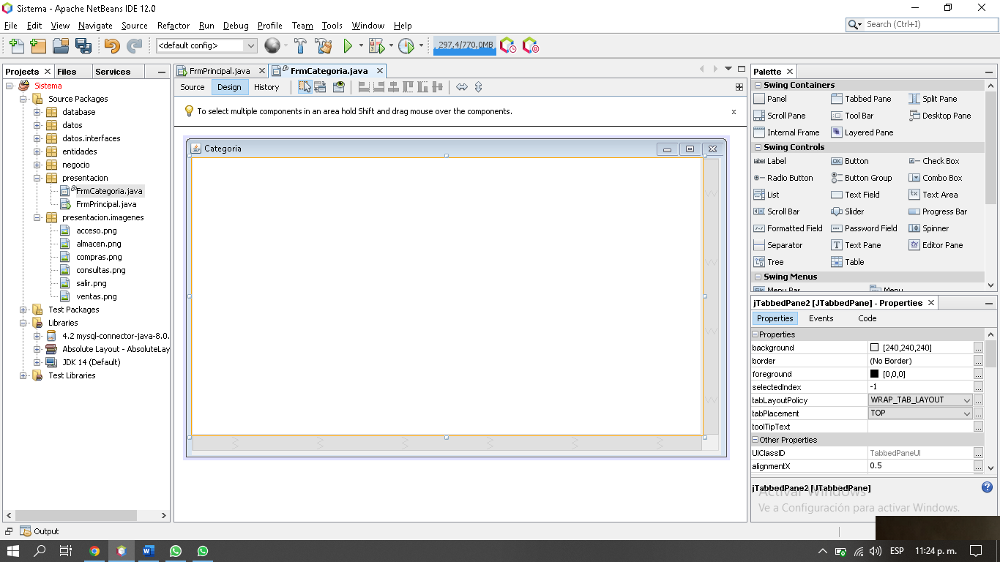 Sistema - Apache NetBeans IDE 12.0
File Edit View Navigate Source Refactor Run Debug Profile Team Tools Window Help
Search (Ctrl+I)
<default config>
297,4/770,0MB
Projects Files Services
Sistema
Source Packages
database
datos
datos.interfaces
entidades
negocio
presentacion
FrmCategoria.java
FrmPrincipal.java
presentacion.imagenes
acceso.png
almacen.png
compras.png
consultas.png
salir.png
ventas.png
Test Packages
Libraries
4.2 mysql-connector-java-8.0.
Absolute Layout - AbsoluteLay
JDK 14 (Default)
Test Libraries
FrmPrincipal.java FrmCategoria.java
Source Design History
To select multiple components in an area hold Shift and drag mouse over the components. x
Categoria
Palette
Swing Containers
Panel Tabbed Pane Split Pane
Scroll Pane Tool Bar Desktop Pane
Internal Frame Layered Pane
Swing Controls
label Label OK Button Check Box
Radio Button Button Group Combo Box
List Text Field Text Area
Scroll Bar Slider Progress Bar
Formatted Field Password Field Spinner
Separator Text Pane Editor Pane
Tree Table
Swing Menus
Menu Bar Menu
jTabbedPane2 [JTabbedPane] - Properties
Properties Events Code
Properties
background [240,240,240] ...
border (No Border) ...
foreground [0,0,0] ...
selectedIndex -1 ...
tabLayoutPolicy WRAP_TAB_LAYOUT ...
tabPlacement TOP ...
toolTipText ...
Other Properties
UIClassID TabbedPaneUI ...
alignmentX 0.5 ...
jTabbedPane2 [JTabbedPane]
Activar Windows
Ve a Configuración para activar Windows.
Output
ESP 11:24 p. m.